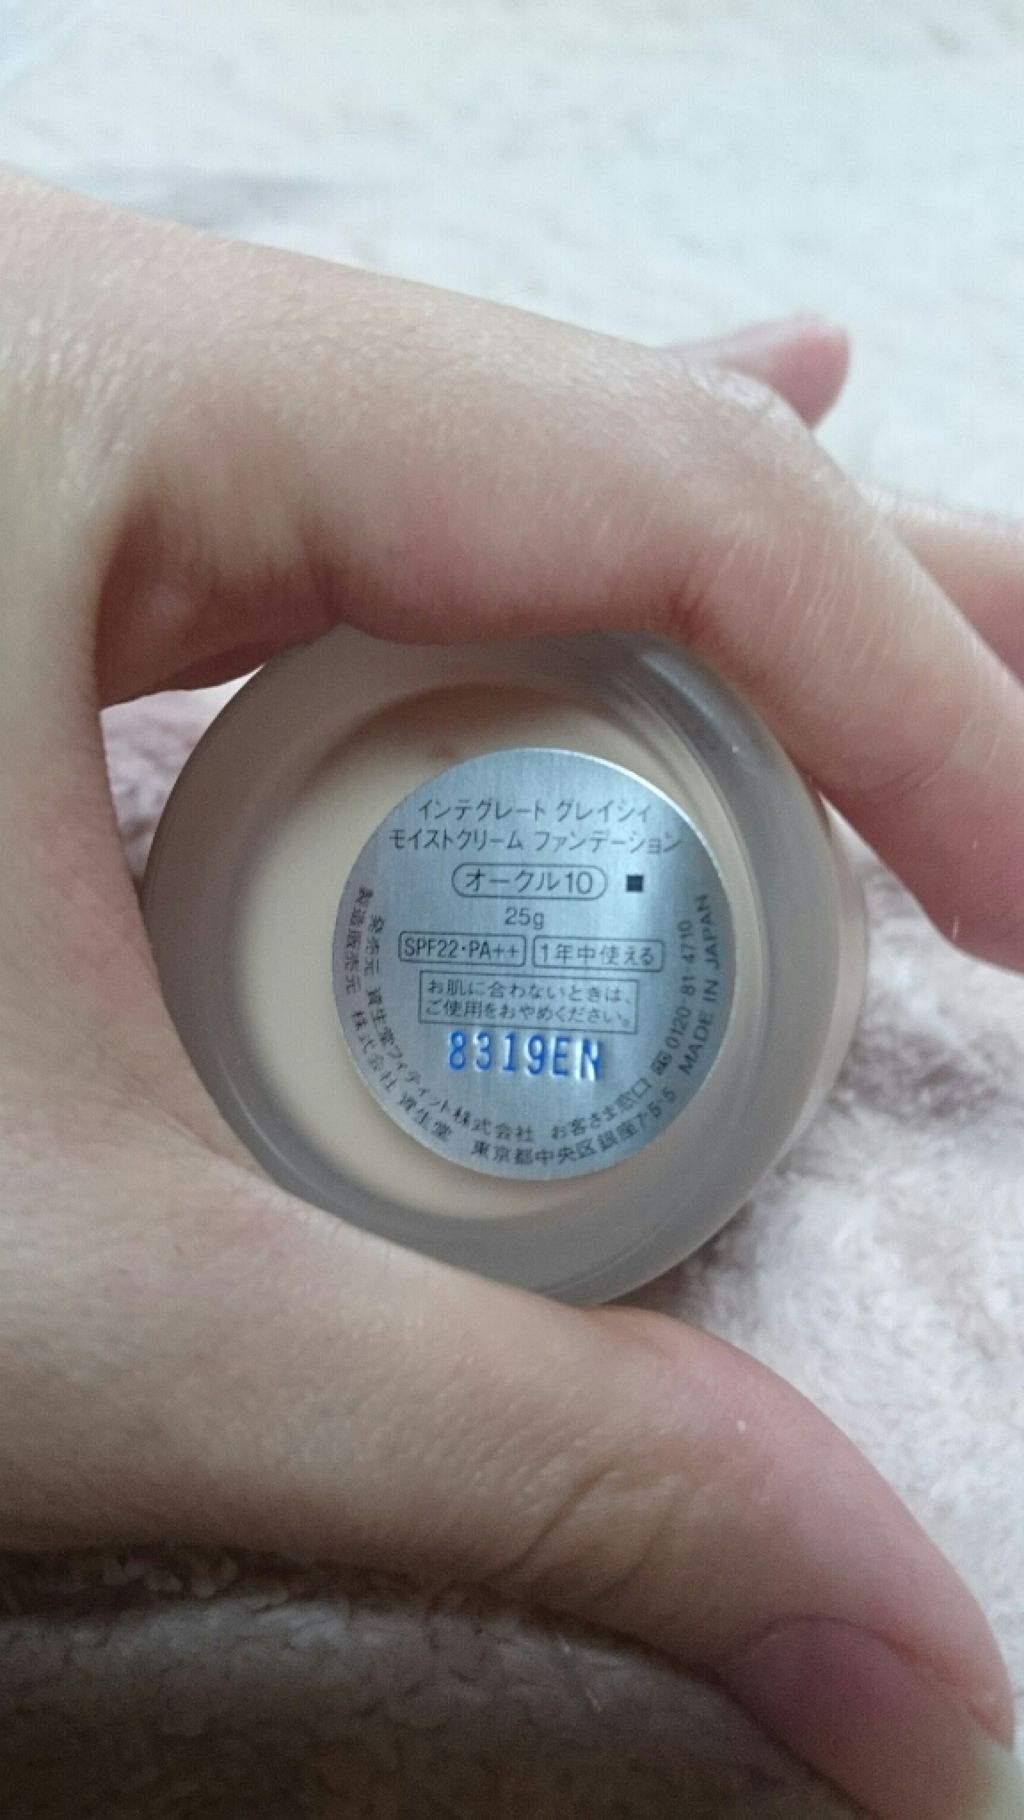 インテグレート グレイシィ
モイストクリーム ファンデーション
オークル10 ■
25g
SPF22・PA++ 1年中使える
お肌に合わないときは、
ご使用をおやめください。
8319EN
発売元 資生堂フィティット株式会社 お客さま窓口 0120 81 4710
製造販売元 株式会社 資生堂 東京都中央区銀座7-5-5 MADE IN JAPAN